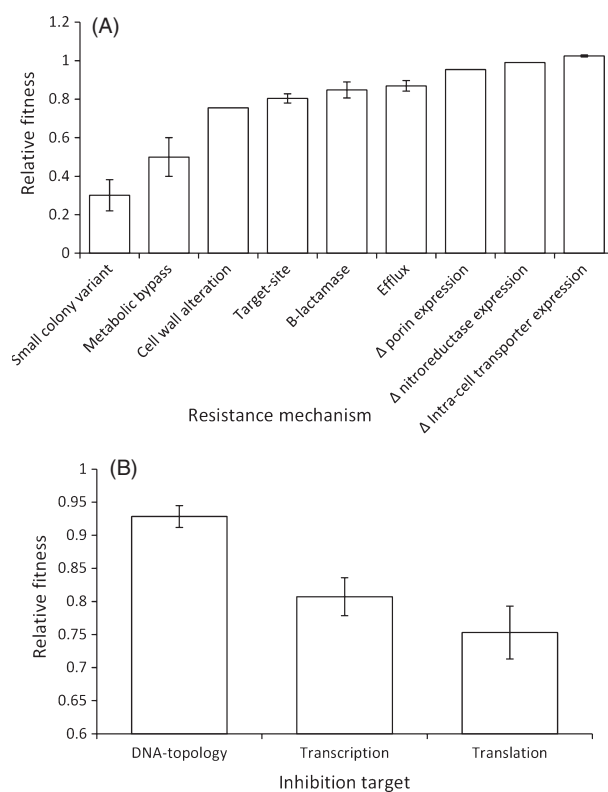 (A)
Relative fitness
1.2
1
0.8
0.6
0.4
0.2
0
Small colony variant
Metabolic bypass
Cell wall alteration
Target-site
B-lactamase
Efflux
Δ porin expression
Δ nitroreductase expression
Δ Intra-cell transporter expression
Resistance mechanism
(B)
Relative fitness
1
0.95
0.9
0.85
0.8
0.75
0.7
0.65
0.6
DNA-topology
Transcription
Translation
Inhibition target